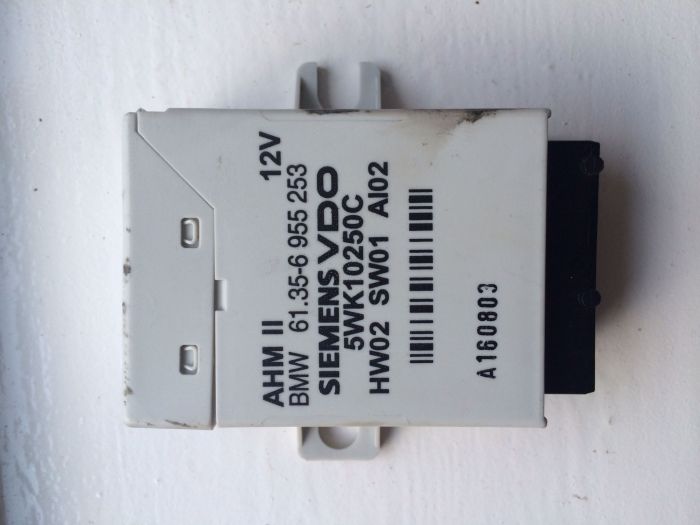 AHM II 12V
BMW 61.35-6 955 253
SIEMENS VDO
5WK10250C
HW02 SW01 AI02
A160803